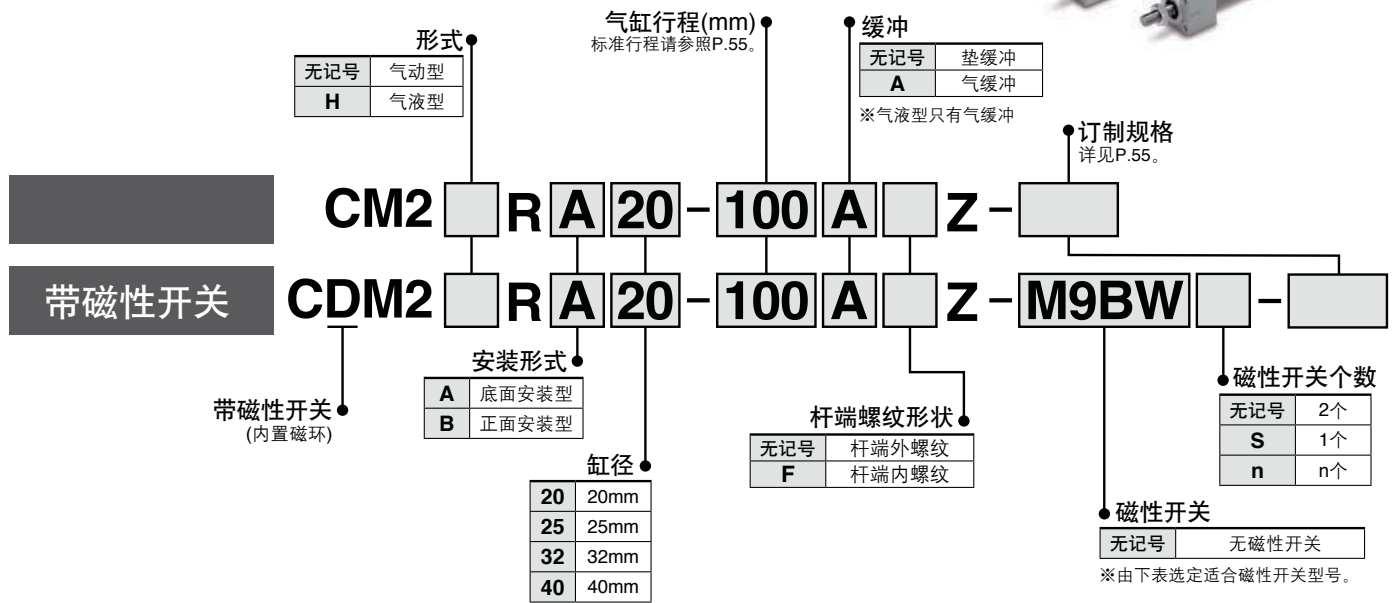 形式
无记号 气动型
H 气液型
气缸行程(mm)
标准行程请参照P.55。
缓冲
无记号 垫缓冲
A 气缓冲
※气液型只有气缓冲
订制规格
详见P.55。
CM2 R A 20 - 100 A Z -
带磁性开关 CDM2 R A 20 - 100 A Z - M9BW -
带磁性开关
(内置磁环)
安装形式
A 底面安装型
B 正面安装型
缸径
20 20mm
25 25mm
32 32mm
40 40mm
杆端螺纹形状
无记号 杆端外螺纹
F 杆端内螺纹
磁性开关个数
无记号 2个
S 1个
n n个
磁性开关
无记号 无磁性开关
※由下表选定适合磁性开关型号。